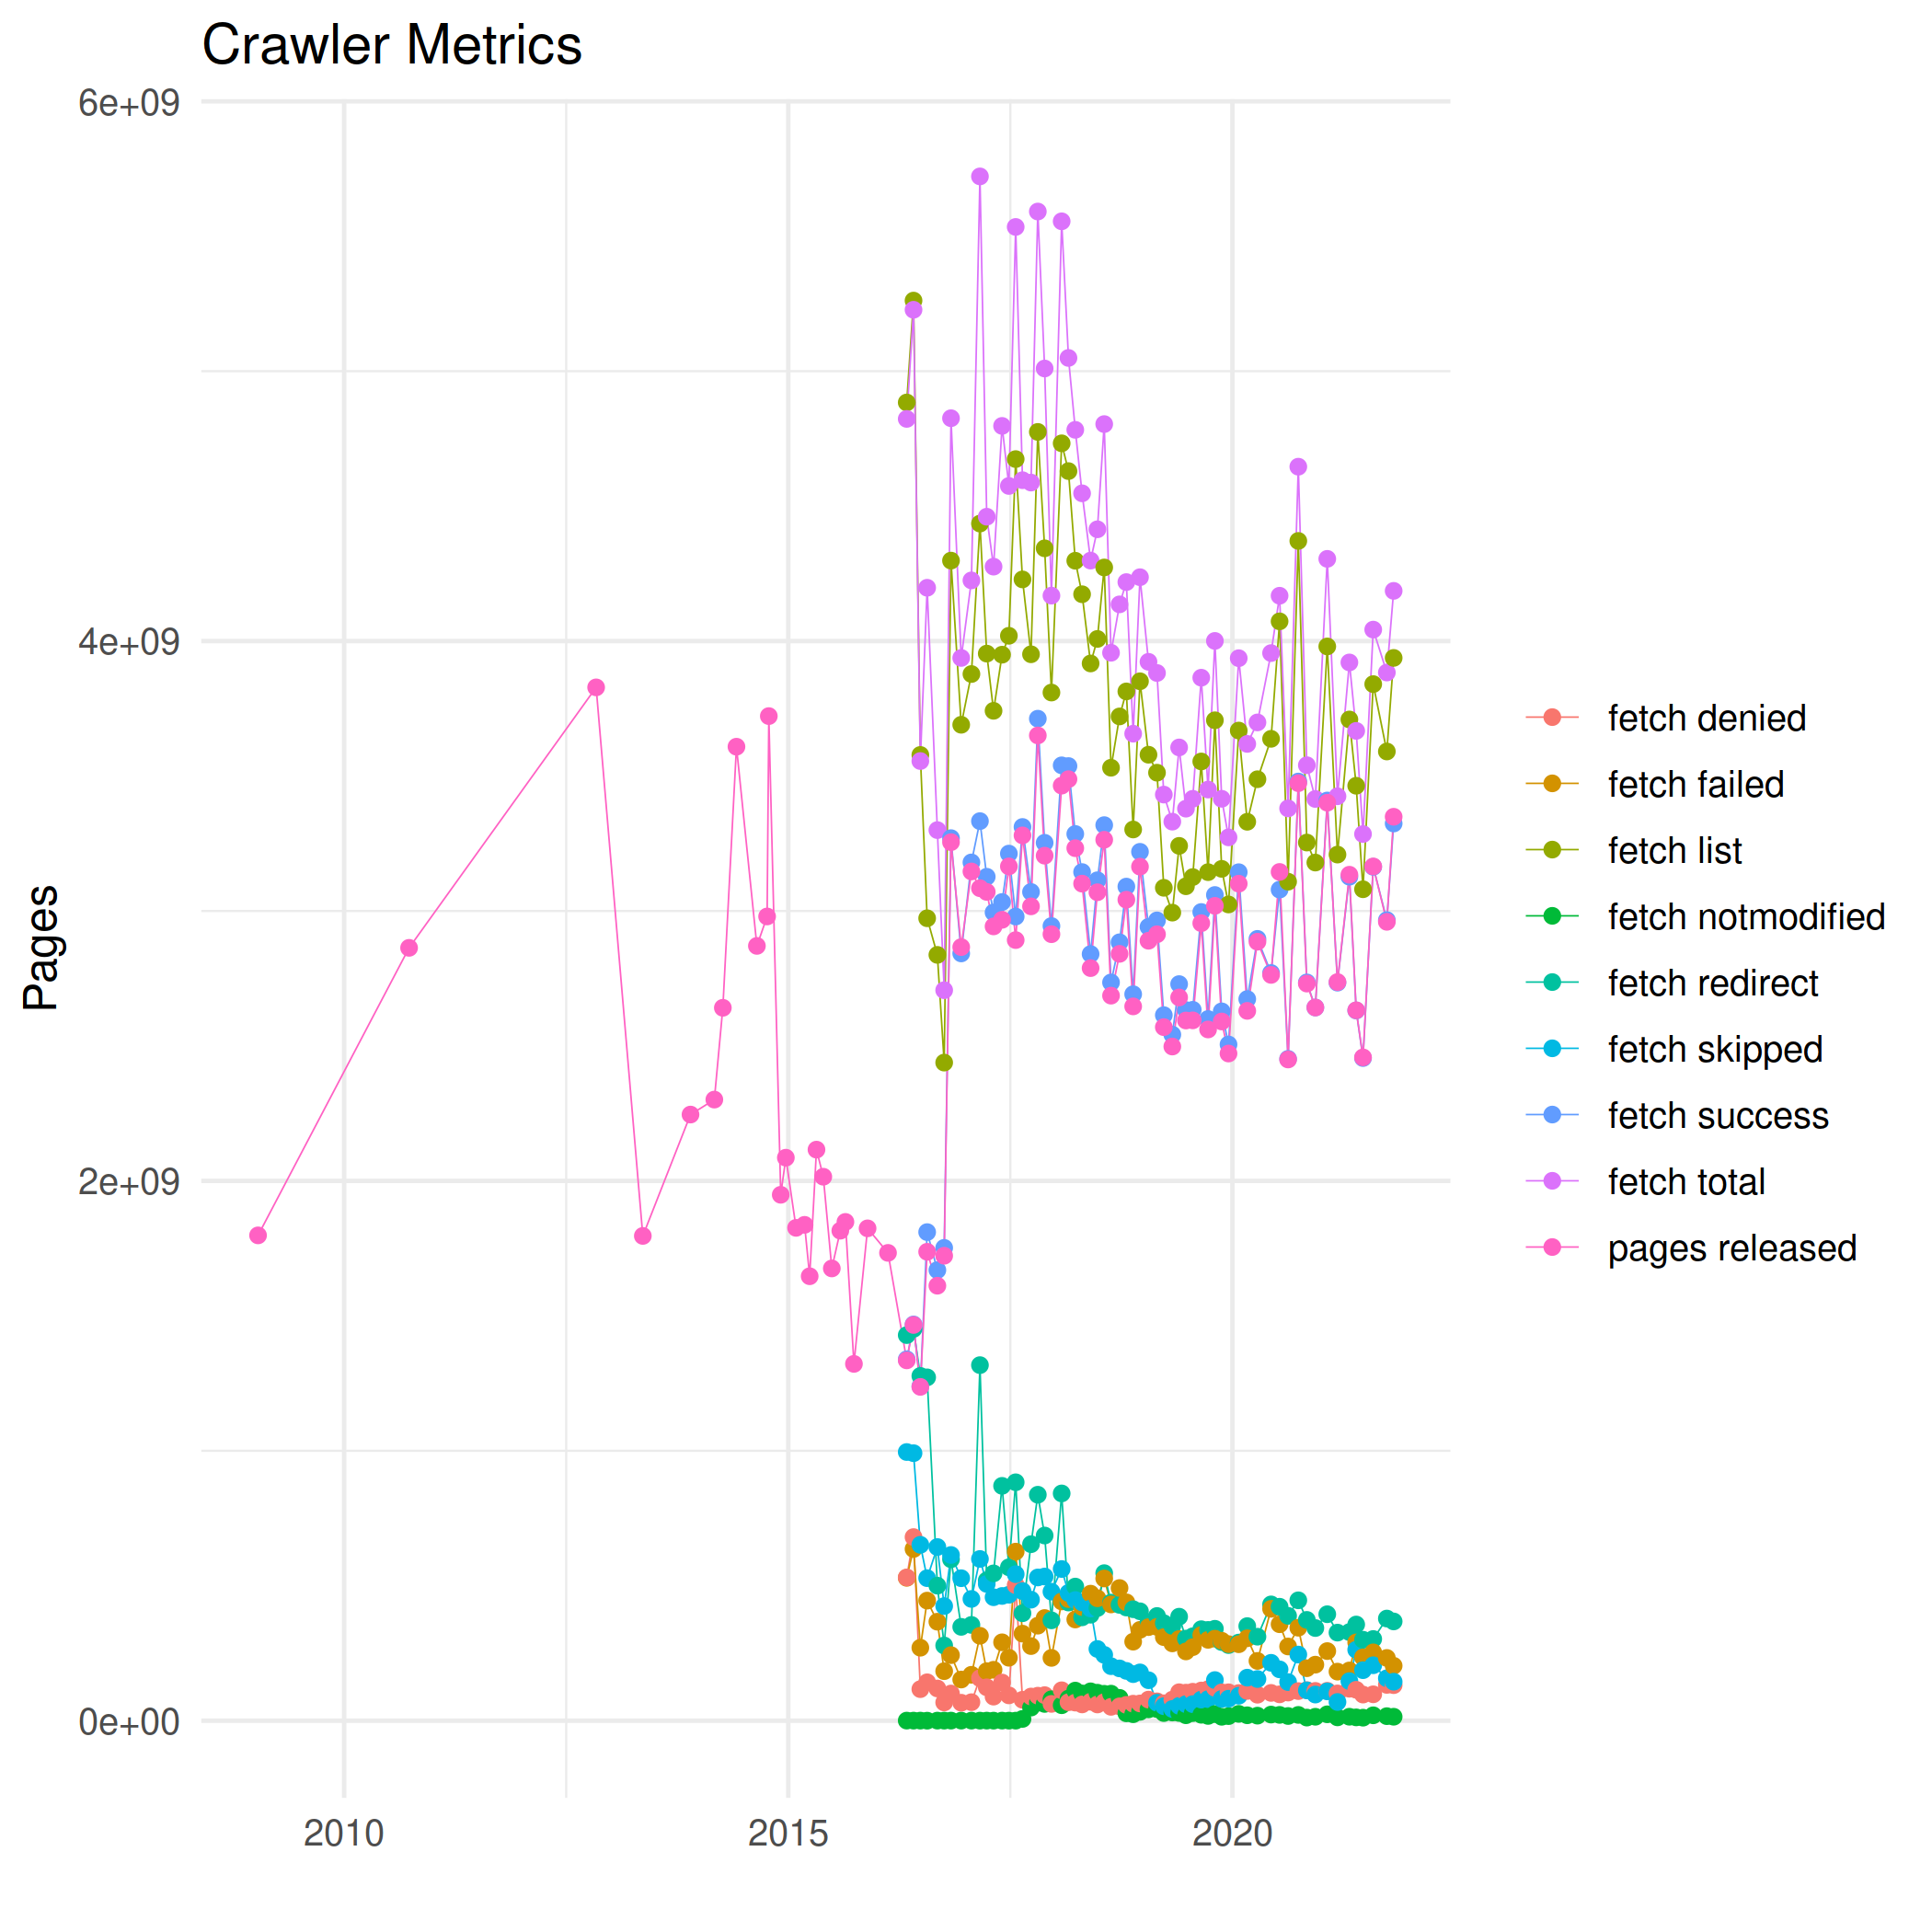 Crawler Metrics
6e+09
4e+09
2e+09
0e+00
Pages
2010
2015
2020
fetch denied
fetch failed
fetch list
fetch notmodified
fetch redirect
fetch skipped
fetch success
fetch total
pages released